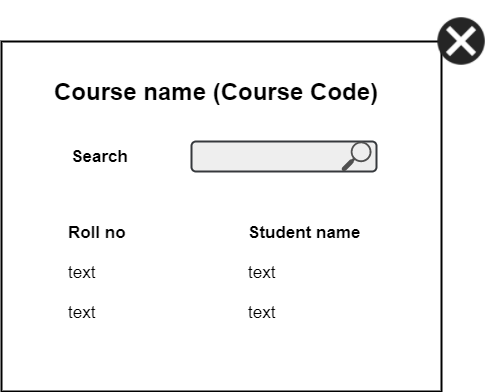 Course name (Course Code)
Search
Roll no Student name
text text
text text